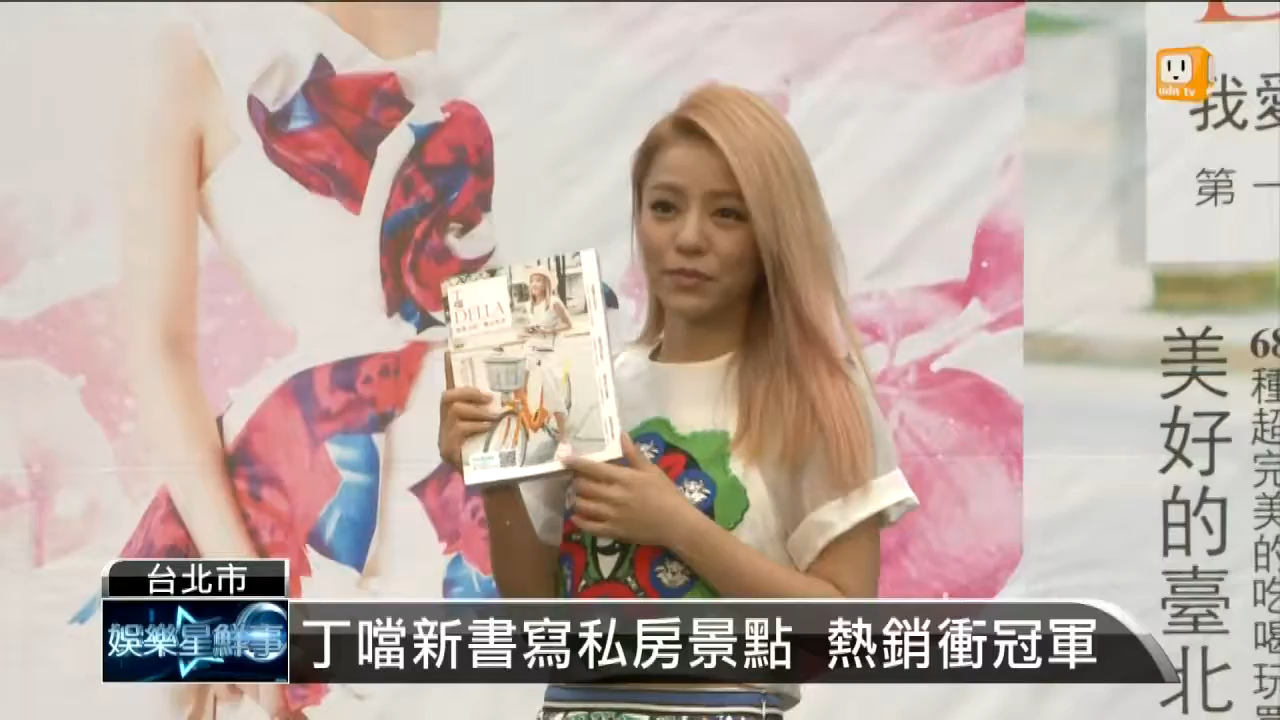 udn tv
我愛
第一
DELLA
美好的臺北
68
種超完美的吃喝玩買
台北市
娛樂星鮮事
丁噹新書寫私房景點 熱銷衝冠軍